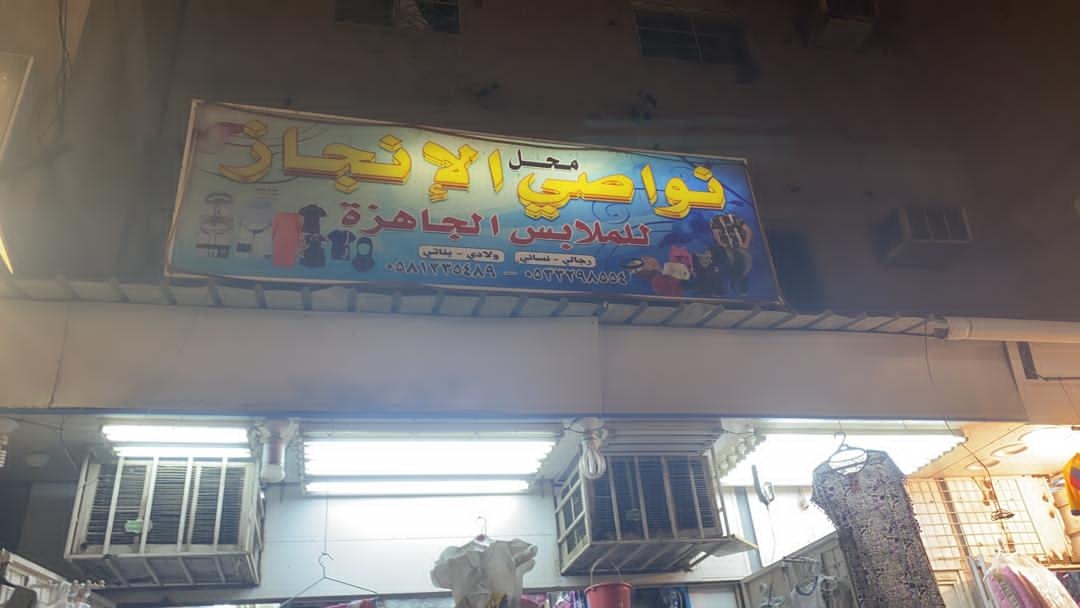 محل
نواصي الإنجاز
للملابس الجاهزة
رجالي - نسائي ولادي - بناتي
٠٥٣٣٢٩٨٥٥٤ - ٠٥٨١٢٣٥٤٨٩